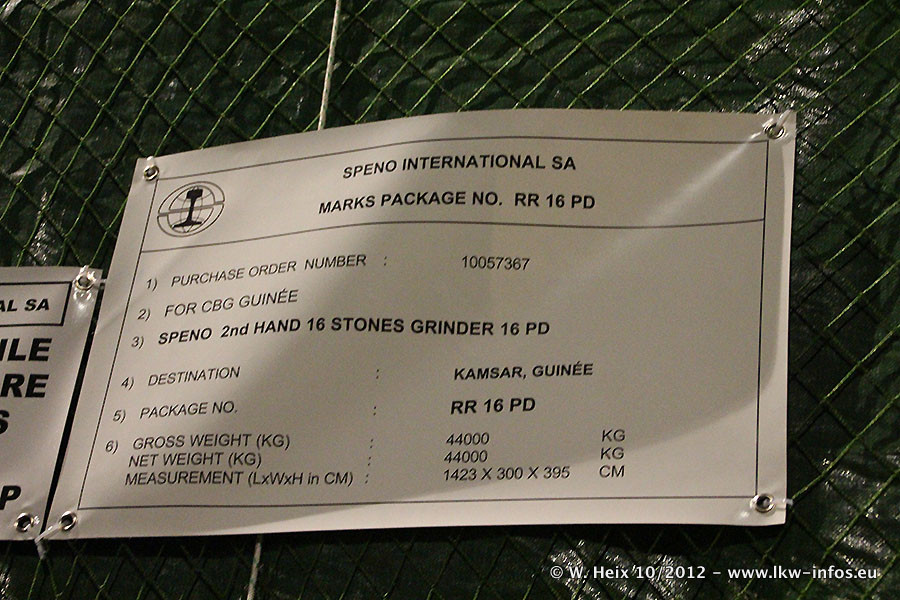 SPENO INTERNATIONAL SA
MARKS PACKAGE NO. RR 16 PD
1) PURCHASE ORDER NUMBER : 10057367
2) FOR CBG GUINÉE
3) SPENO 2nd HAND 16 STONES GRINDER 16 PD
4) DESTINATION : KAMSAR, GUINÉE
5) PACKAGE NO. : RR 16 PD
6) GROSS WEIGHT (KG) : 44000 KG
NET WEIGHT (KG) : 44000 KG
MEASUREMENT (LxWxH in CM) : 1423 X 300 X 395 CM
SA
© W. Heix 10/2012 - www.lkw-infos.eu